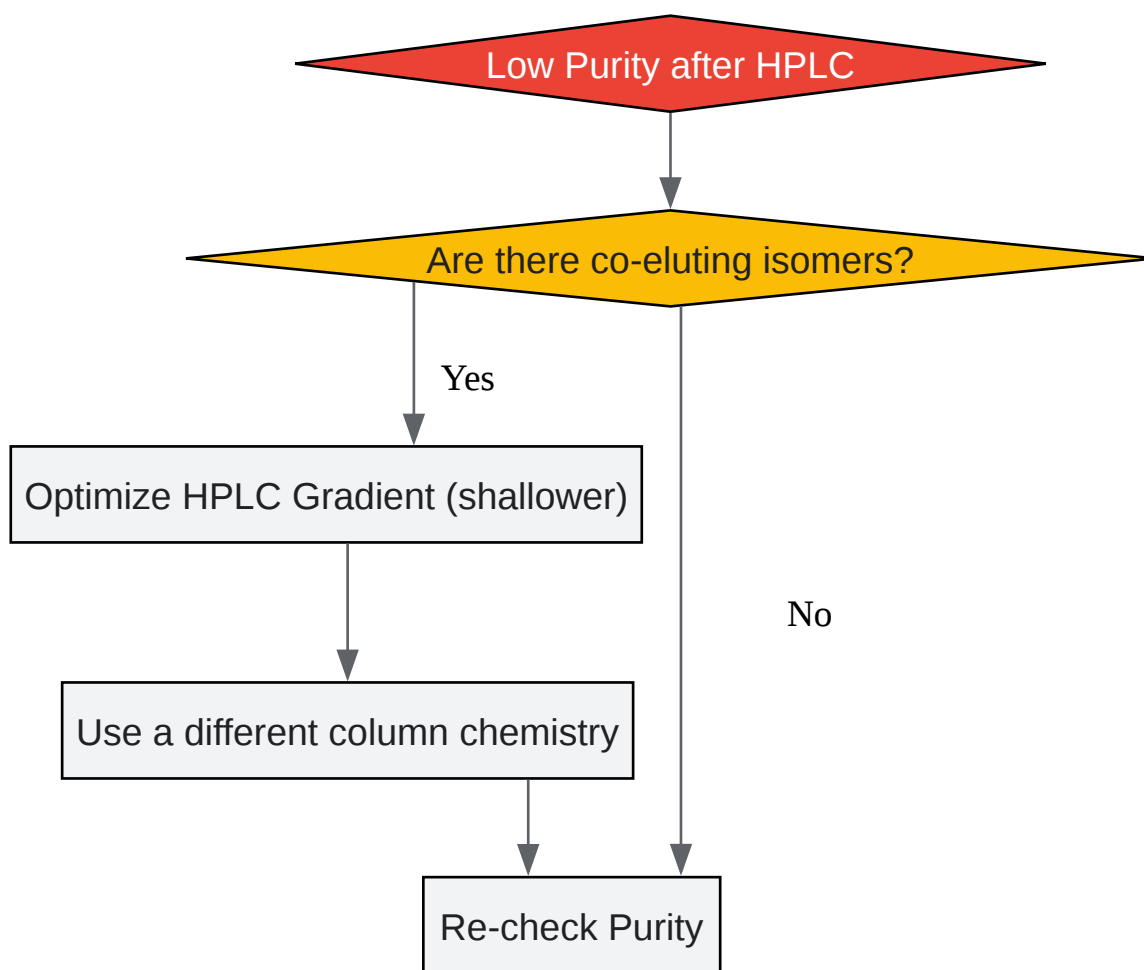 Low Purity after HPLC
Are there co-eluting isomers?
Yes
Optimize HPLC Gradient (shallower)
No
Use a different column chemistry
Re-check Purity